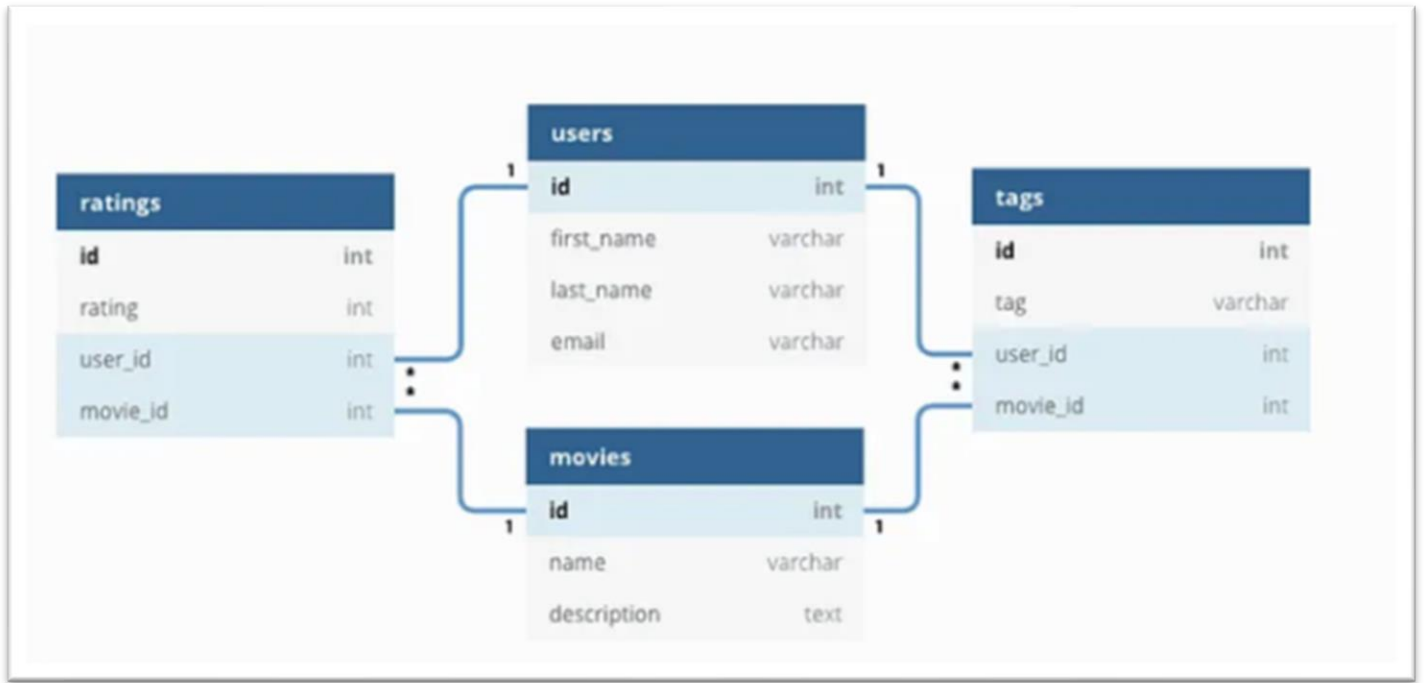 users
1
id int
first_name varchar
last_name varchar
email varchar
1
ratings
id int
rating int
user_id int
movie_id int
*
*
tags
id int
tag varchar
user_id int
movie_id int
*
*
movies
1
id int
name varchar
description text
1